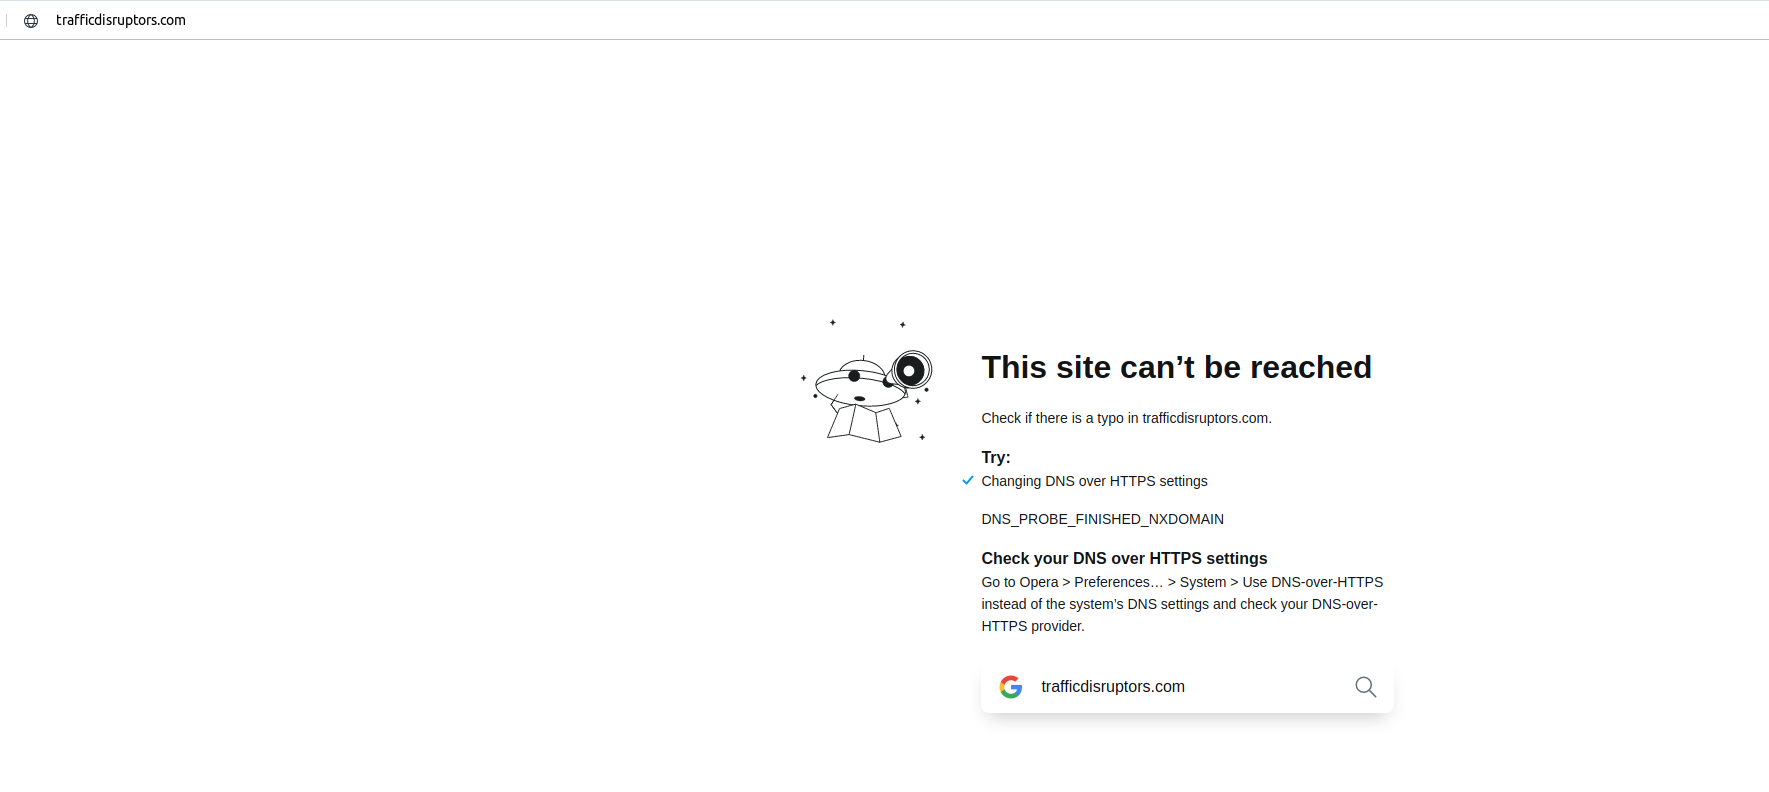 trafficdisruptors.com
This site can’t be reached
Check if there is a typo in trafficdisruptors.com.
Try:
Changing DNS over HTTPS settings
DNS_PROBE_FINISHED_NXDOMAIN
Check your DNS over HTTPS settings
Go to Opera > Preferences… > System > Use DNS-over-HTTPS
instead of the system’s DNS settings and check your DNS-over-
HTTPS provider.
trafficdisruptors.com